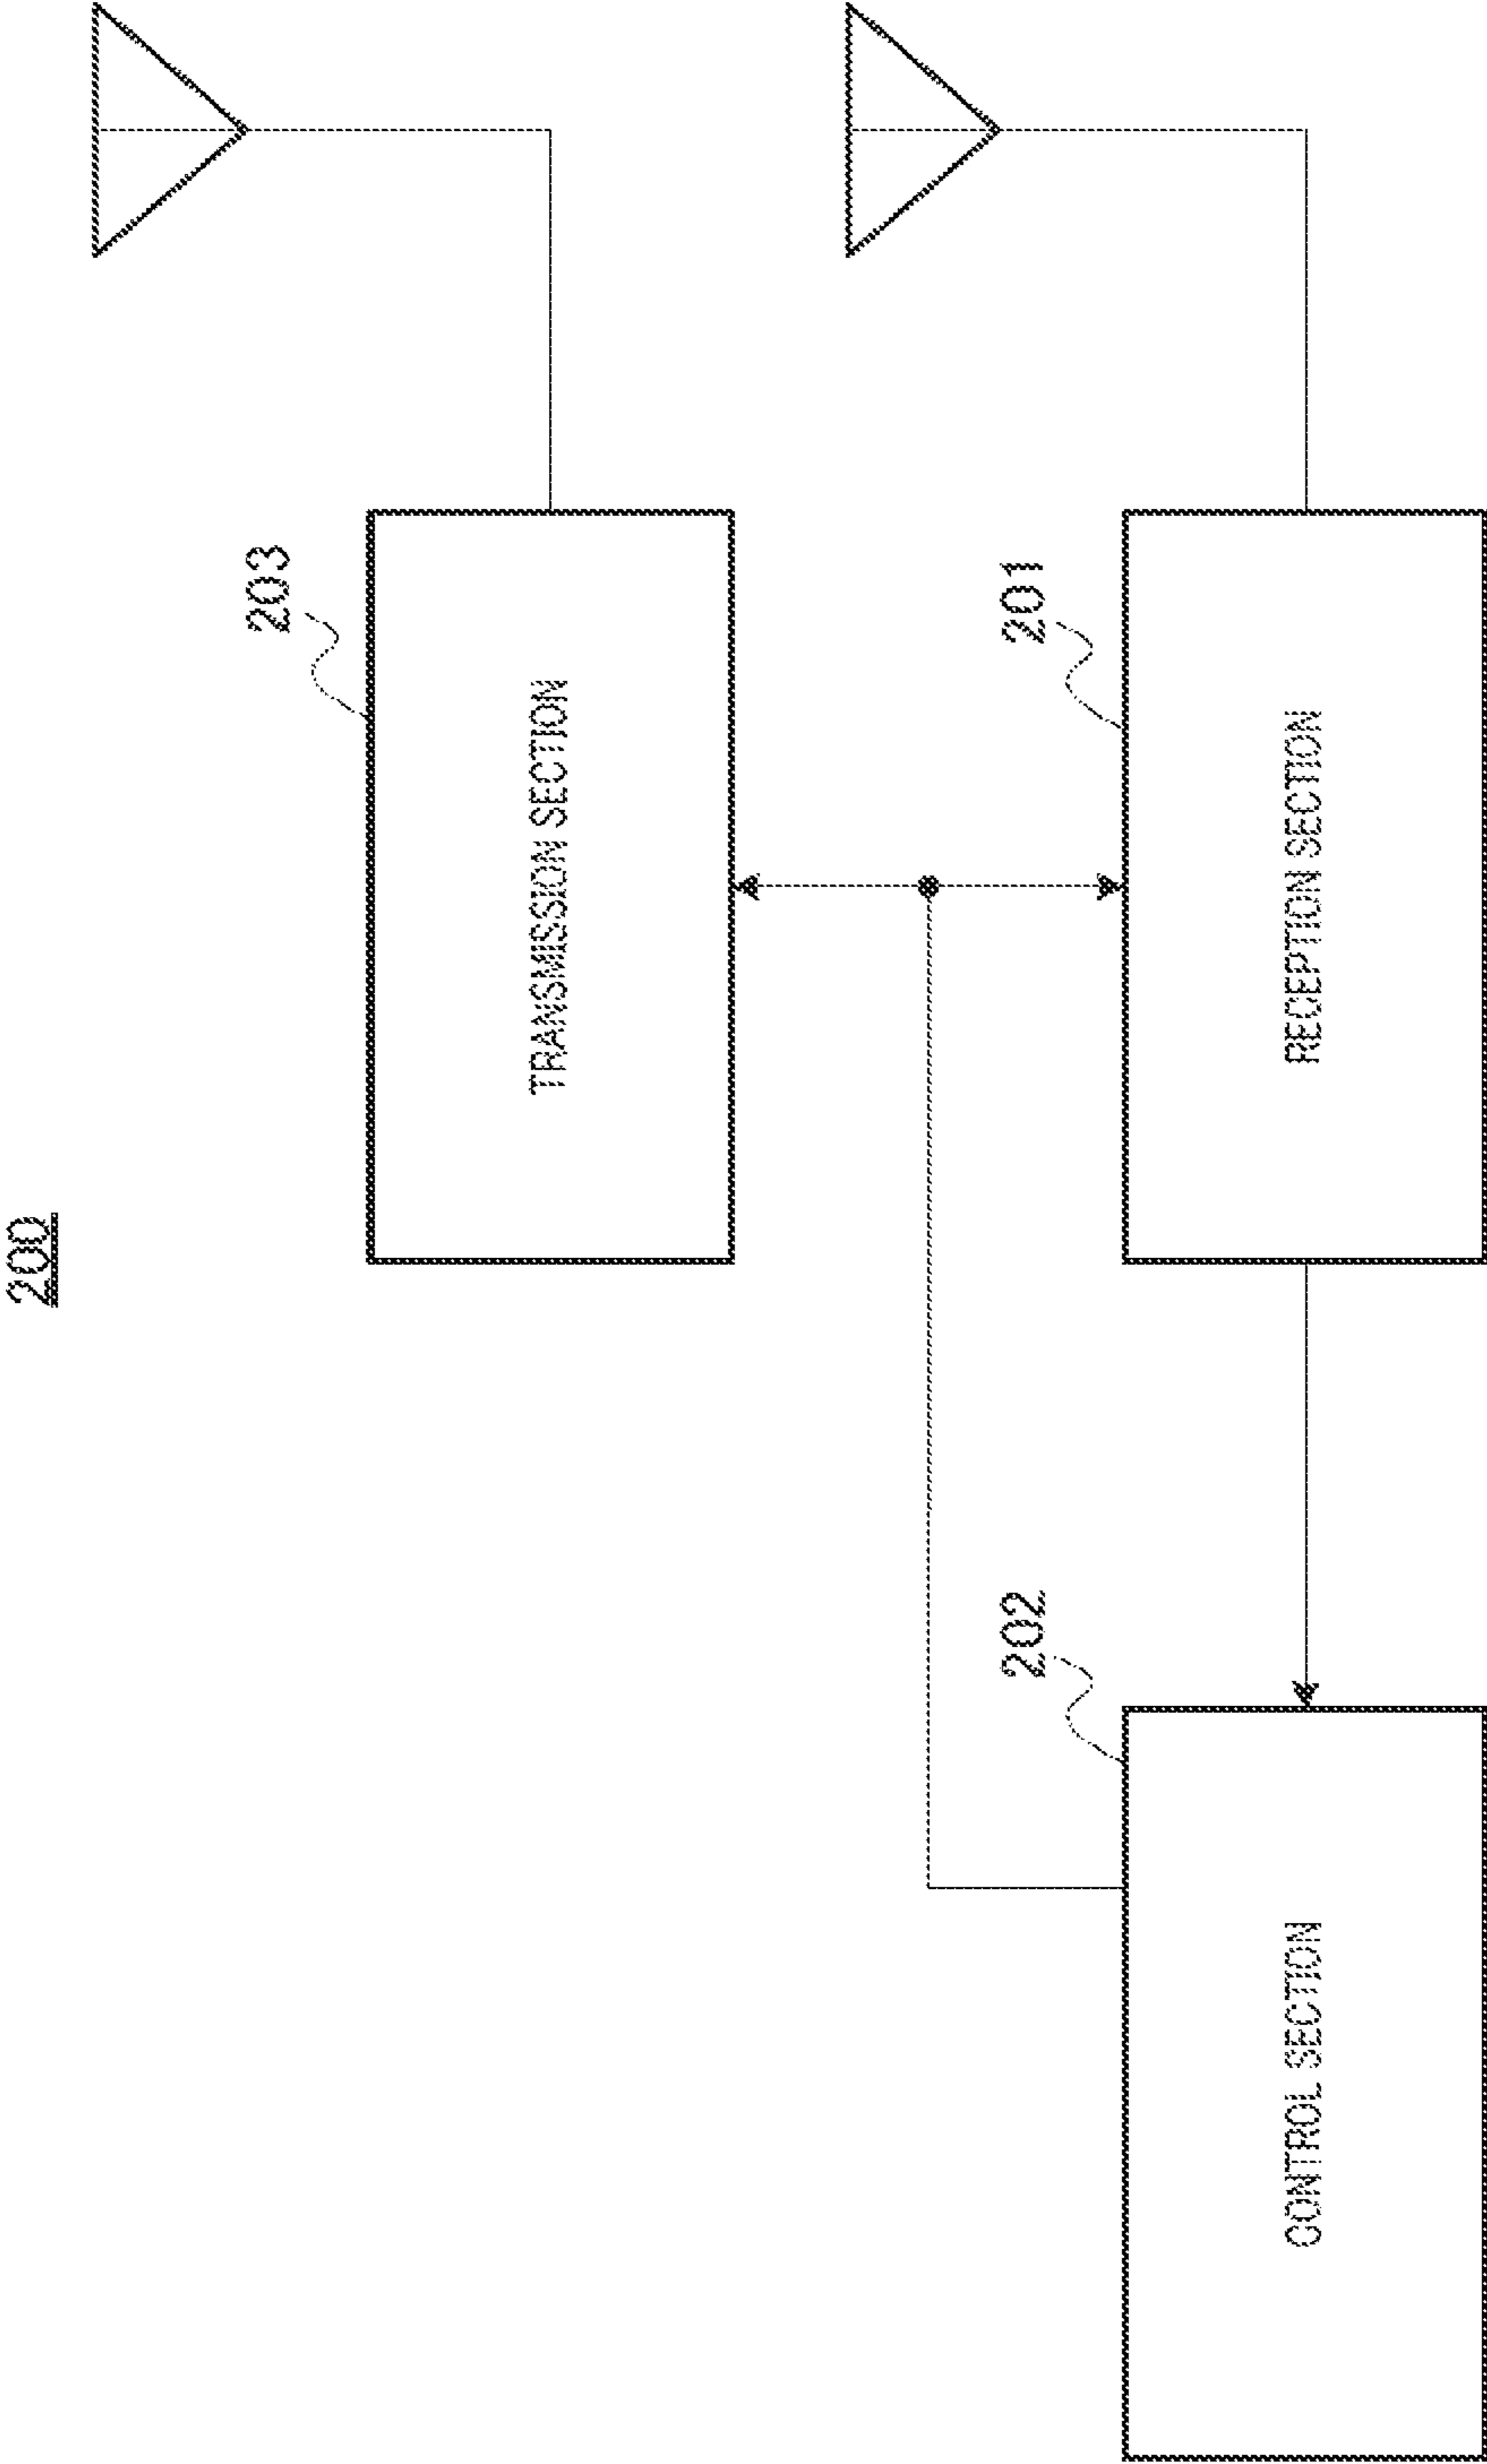 200
203
TRANSMISSION SECTION
202
201
CONTROL SECTION
RECEPTION SECTION